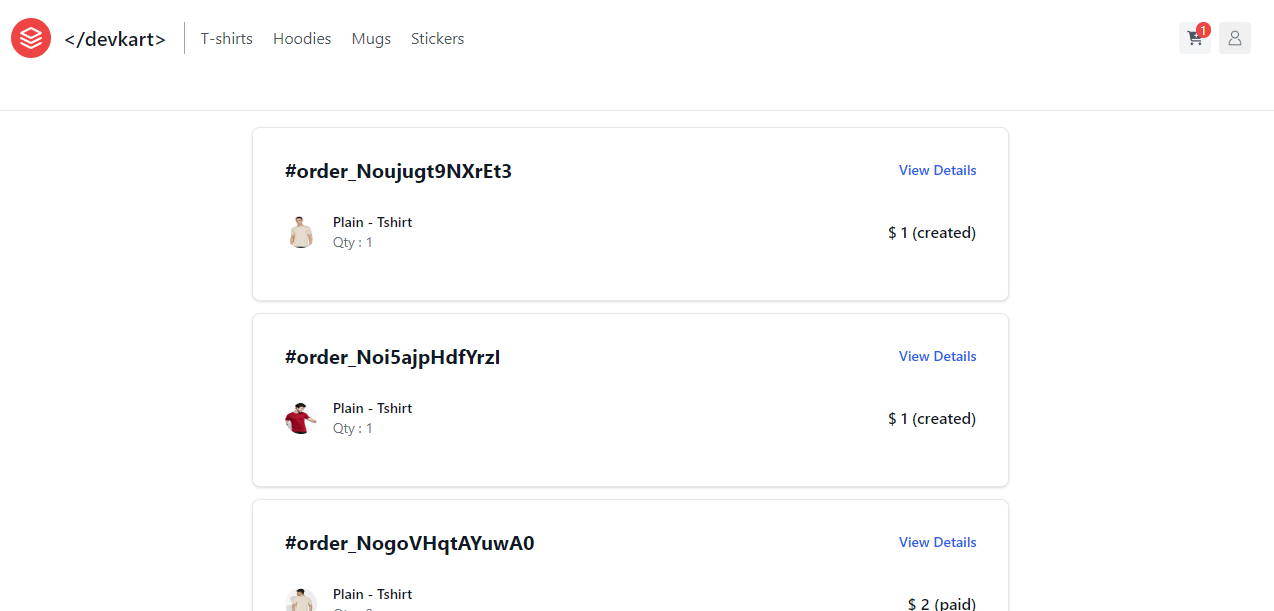 </devkart> T-shirts Hoodies Mugs Stickers 1
#order_Noujugt9NXrEt3 View Details
Plain - Tshirt
Qty : 1
$ 1 (created)
#order_Noi5ajpHdfYrzI View Details
Plain - Tshirt
Qty : 1
$ 1 (created)
#order_NogoVHqtAYuwA0 View Details
Plain - Tshirt
$ 2 (paid)